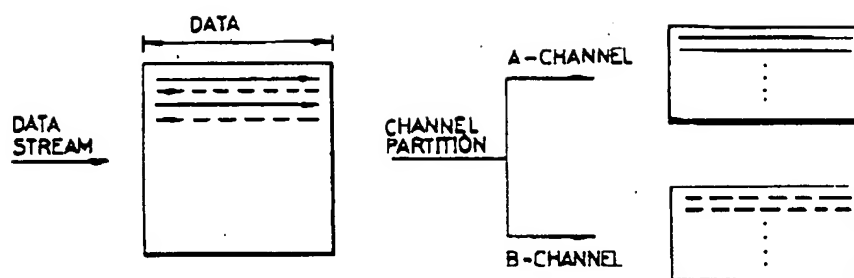 DATA
DATA
STREAM
CHANNEL
PARTITION
A-CHANNEL
B-CHANNEL